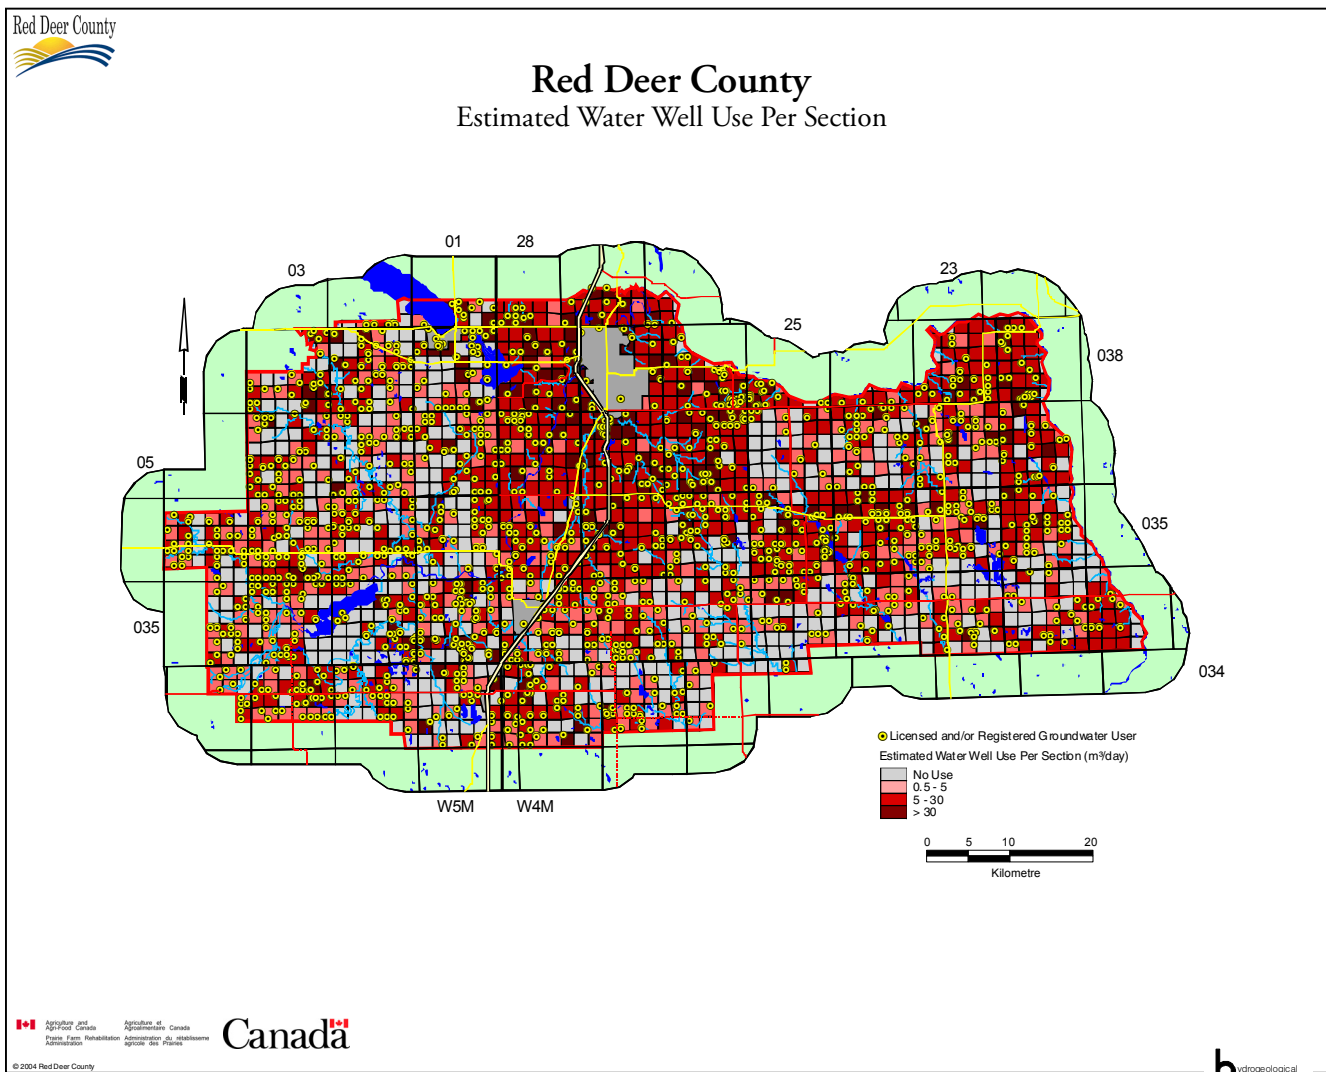 Red Deer County
Red Deer County
Estimated Water Well Use Per Section
01
28
03
23
25
038
05
035
035
034
W5M
W4M
Licensed and/or Registered Groundwater User
Estimated Water Well Use Per Section (m³/day)
No Use
0.5 - 5
5 - 30
> 30
0 5 10 20
Kilometre
Agriculture and Agri-Food Canada
Agriculture et Agroalimentaire Canada
Prairie Farm Rehabilitation Administration
Administration du rétablisseme agricole des Prairies
Canada
© 2004 Red Deer County
hydrogeological